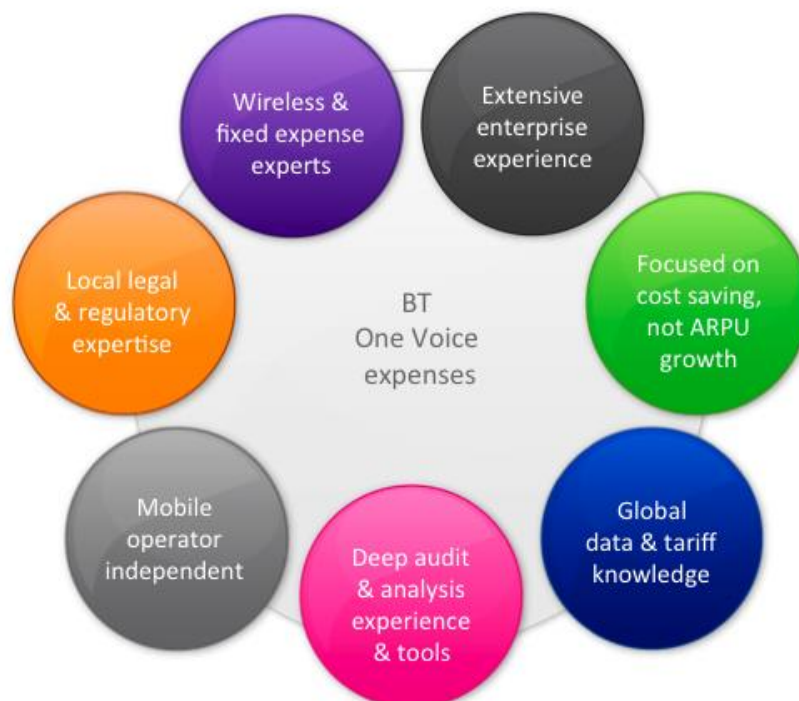 Wireless &
fixed expense
experts
Extensive
enterprise
experience
Local legal
& regulatory
expertise
BT
One Voice
expenses
Focused on
cost saving,
not ARPU
growth
Mobile
operator
independent
Deep audit
& analysis
experience
& tools
Global
data & tariff
knowledge